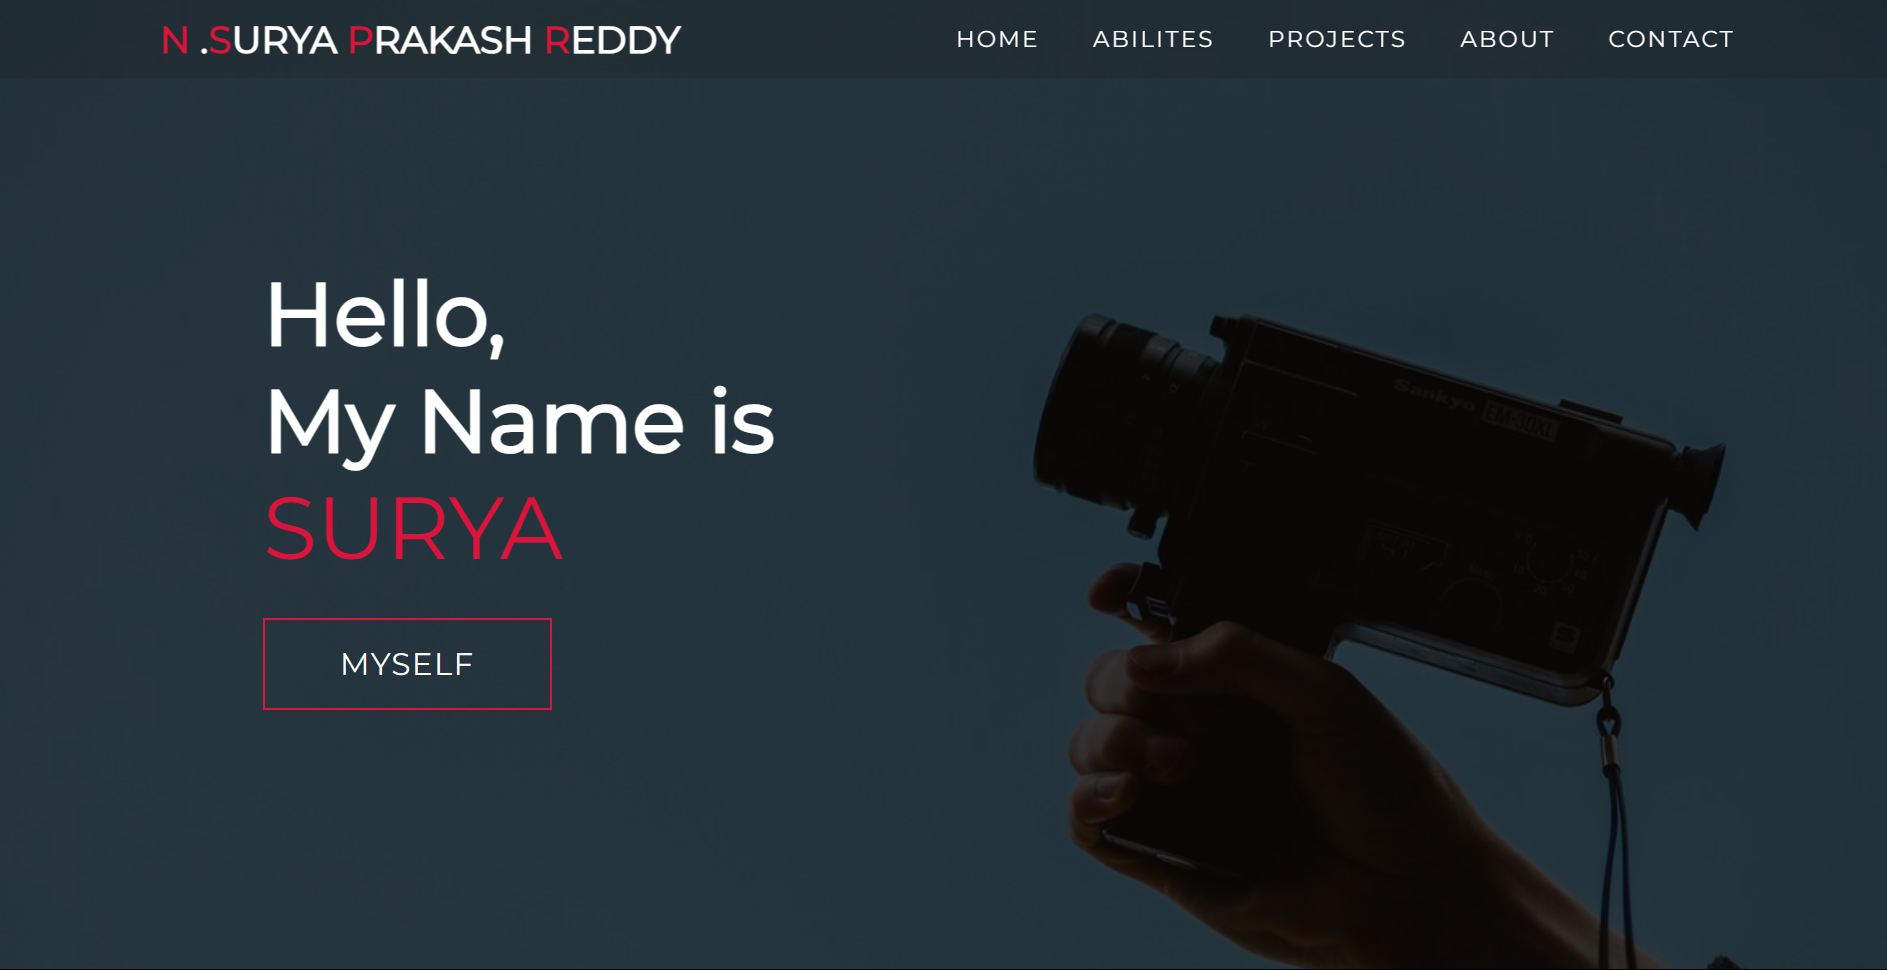 N .SURYA PRAKASH REDDY
HOME ABILITES PROJECTS ABOUT CONTACT
Hello,
My Name is
SURYA
MYSELF
Sankyo EM-30XL